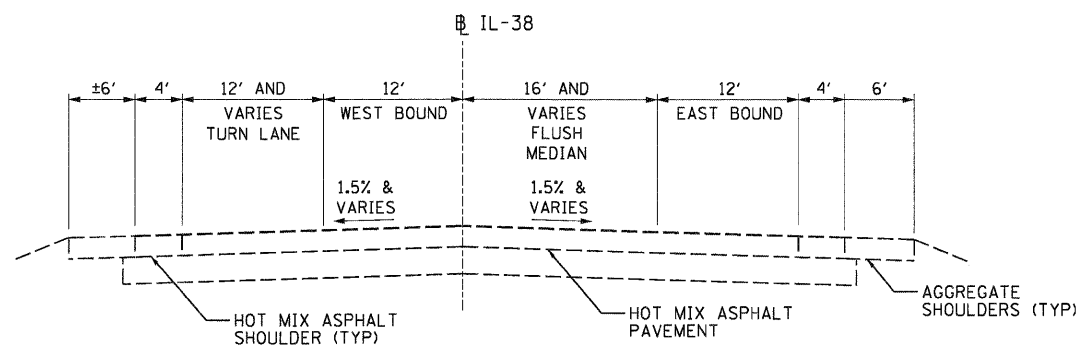 ℄ IL-38
±6' 4' 12' AND 12' 16' AND 12' 4' 6'
VARIES WEST BOUND VARIES EAST BOUND
TURN LANE FLUSH
MEDIAN
1.5% & 1.5% &
VARIES VARIES
AGGREGATE
SHOULDERS (TYP)
HOT MIX ASPHALT HOT MIX ASPHALT
SHOULDER (TYP) PAVEMENT